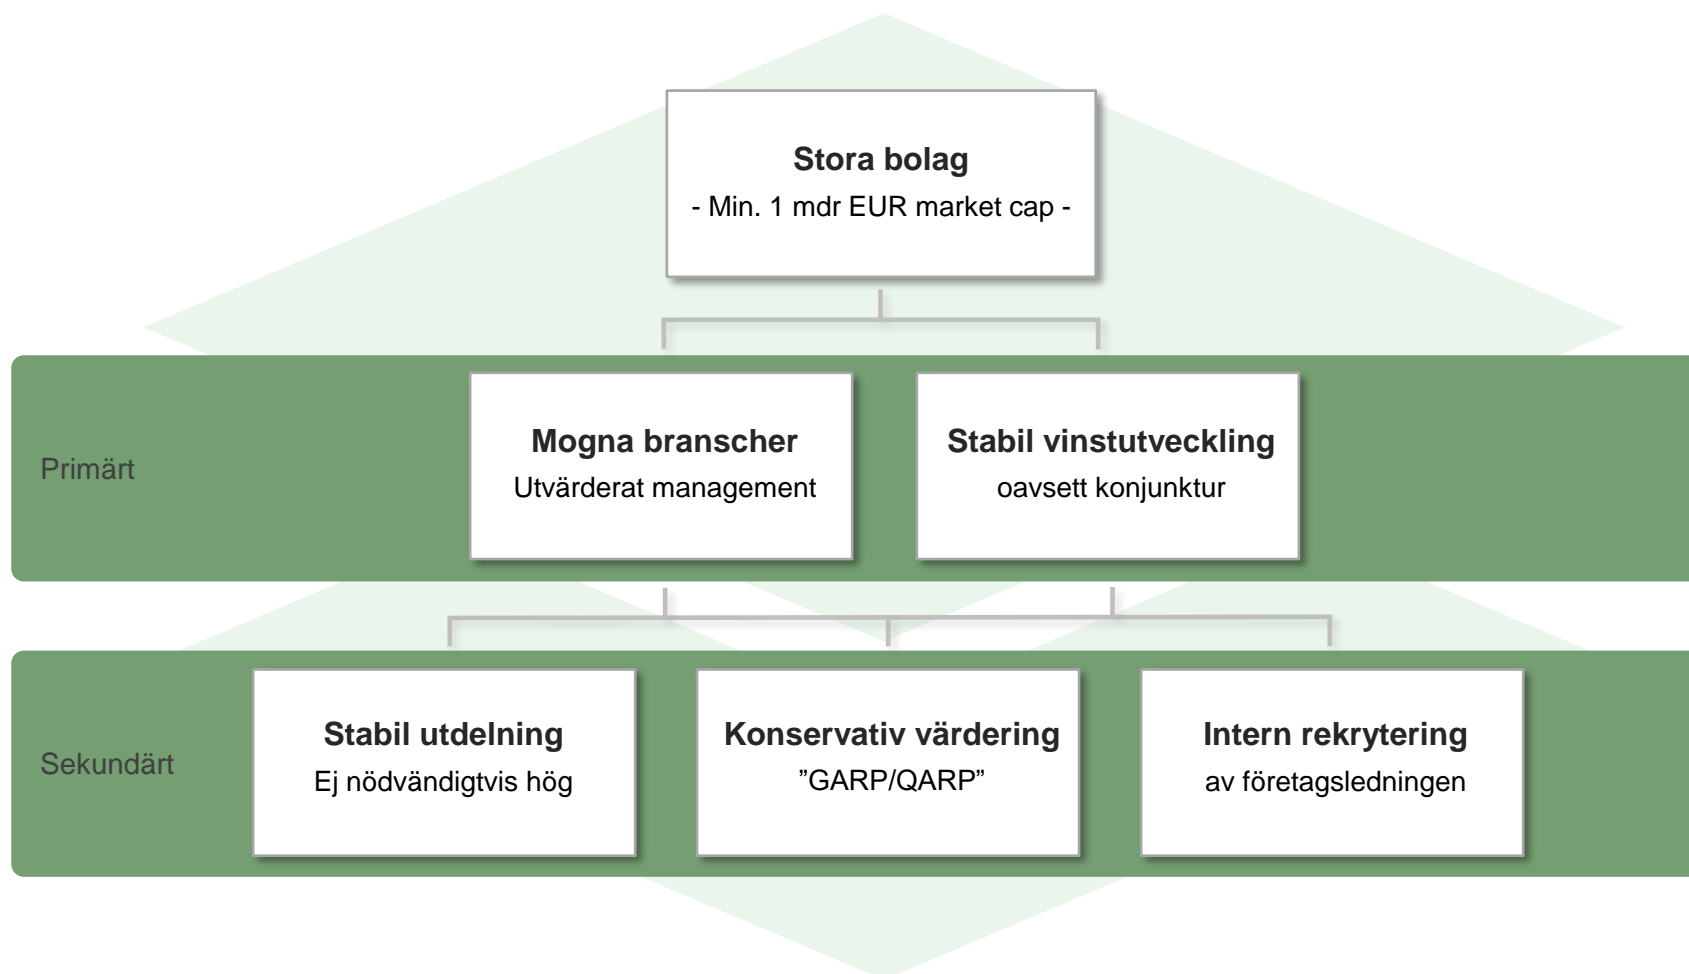 Stora bolag
- Min. 1 mdr EUR market cap -
Primärt
Mogna branscher
Utvärderat management
Stabil vinstutveckling
oavsett konjunktur
Sekundärt
Stabil utdelning
Ej nödvändigtvis hög
Konservativ värdering
”GARP/QARP”
Intern rekrytering
av företagsledningen